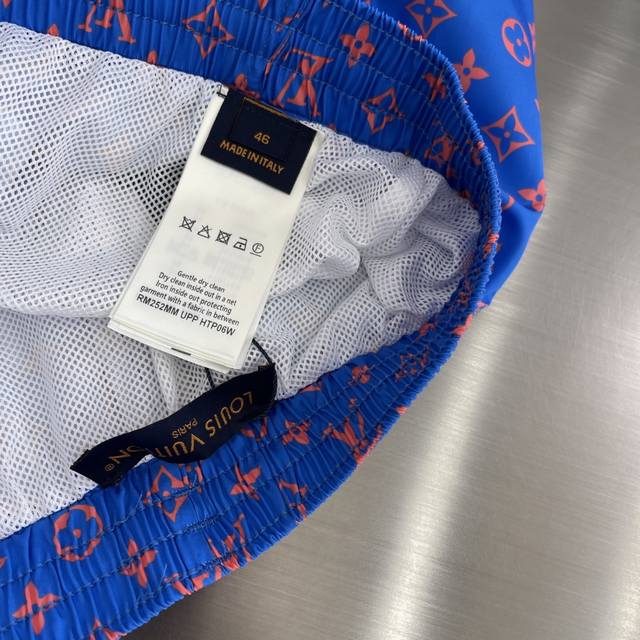 46
MADE IN ITALY
Gentle dry clean
Dry clean inside out in a net
Iron inside out protecting
garment with a fabric in between
RM252MM UPP HTP06W
LOUIS VUITTON
PARIS